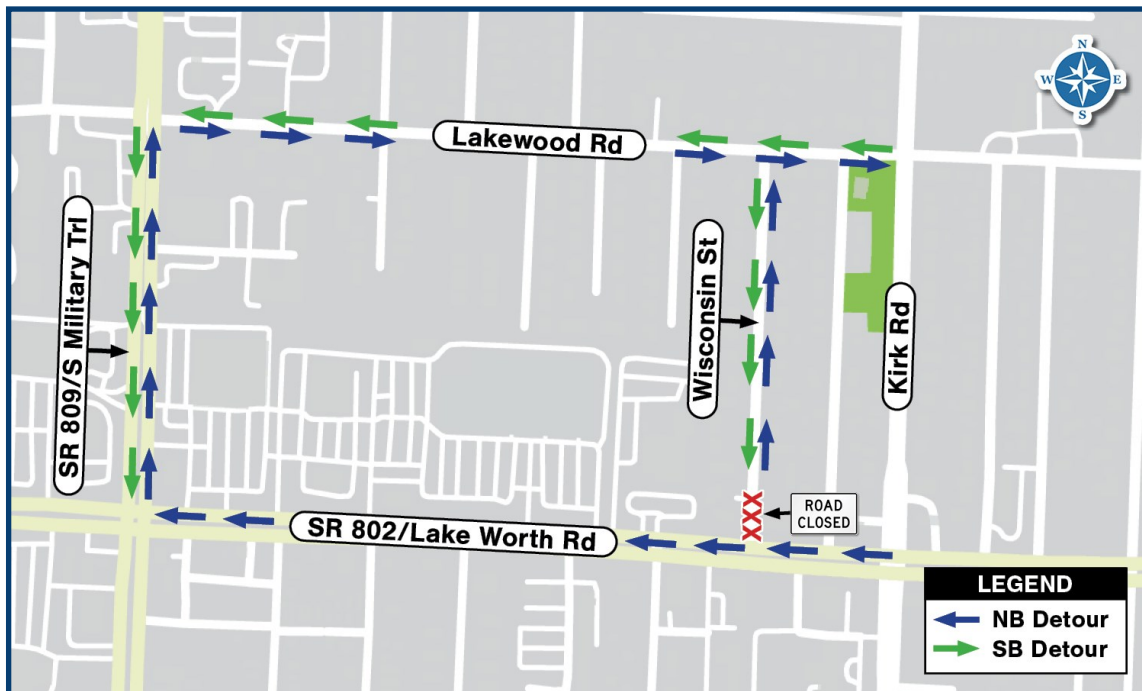 N
W
E
S
Lakewood Rd
SR 809/S Military Trl
Wisconsin St
Kirk Rd
ROAD
CLOSED
SR 802/Lake Worth Rd
LEGEND
NB Detour
SB Detour